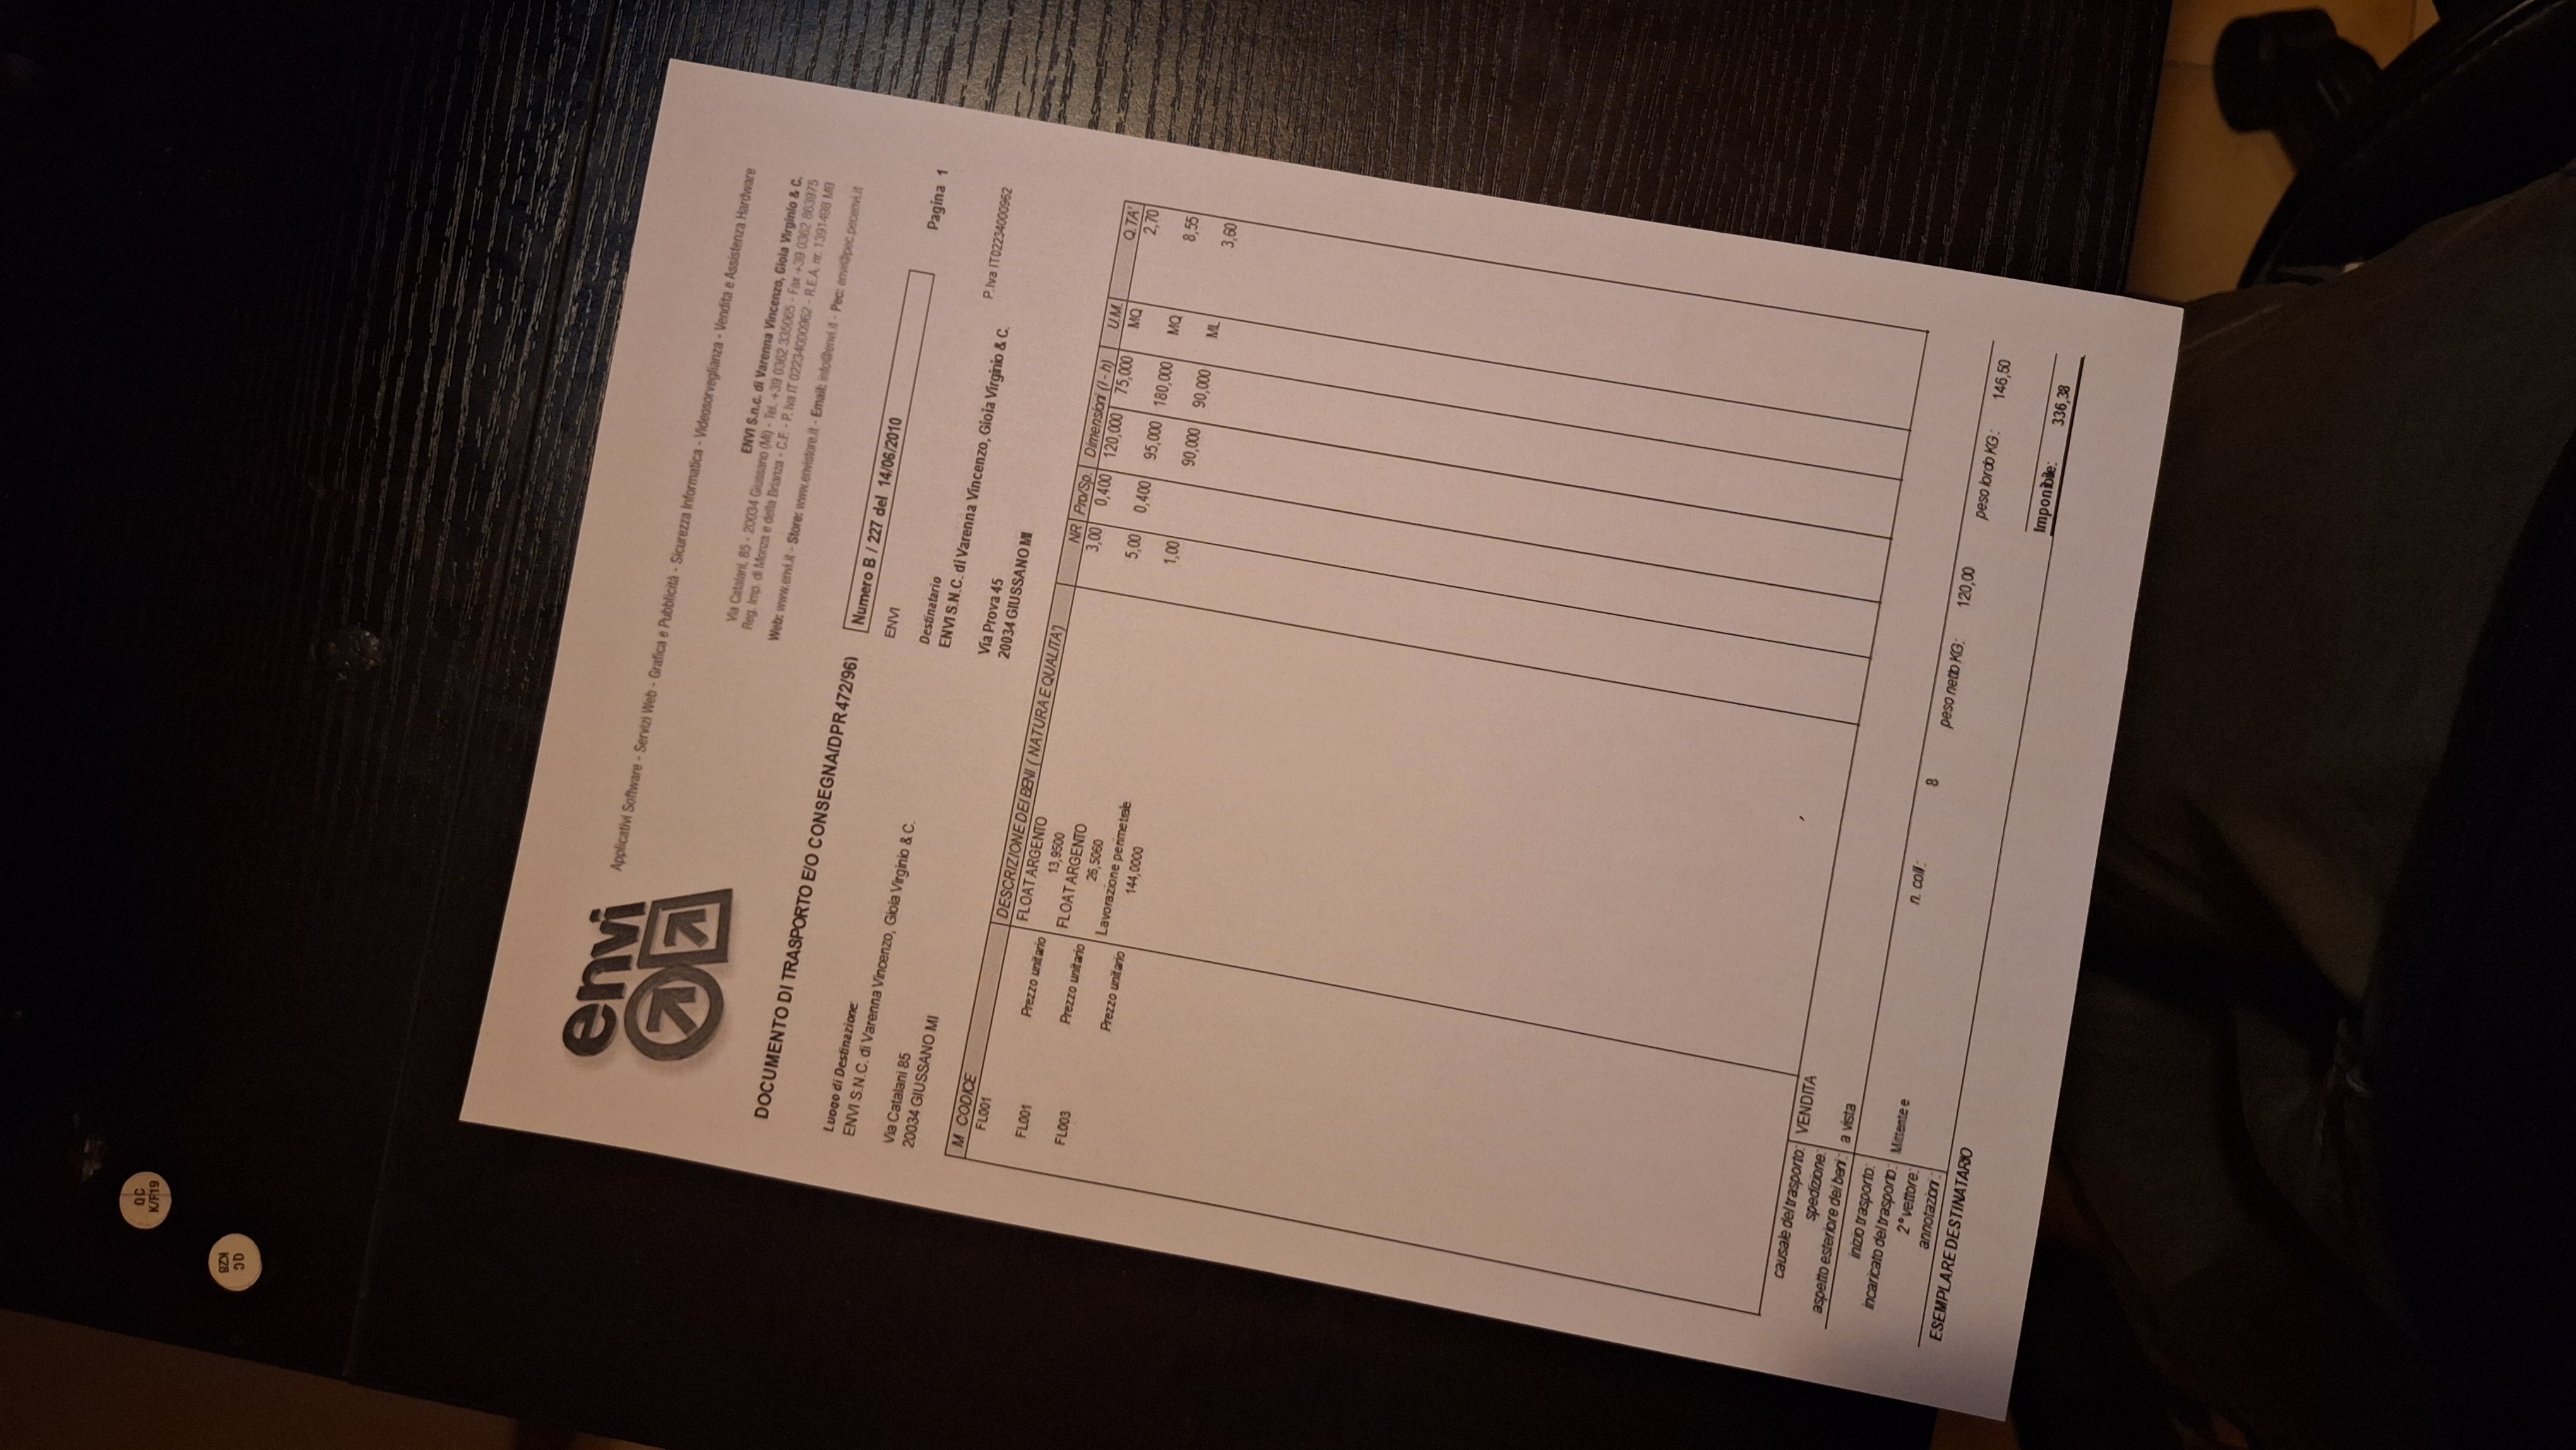 QC
K/F19
QC
KZB
envi
Applicativi Software - Servizi Web - Grafica e Pubblicità - Sicurezza Informatica - Videosorveglianza - Vendita e Assistenza Hardware
ENVI S.n.c. di Varenna Vincenzo, Gioia Virginio & C.
Via Catalani, 85 - 20034 Giussano (Mi) - Tel. +39 0362 335065 - Fax +39 0362 863975
Reg. Imp. di Monza e della Brianza - C.F. - P. Iva IT 02234000962 - R.E.A. nr. 1391498 MB
Web: www.envi.it - Store: www.envistore.it - Email: info@envi.it - Pec: envi@pec.pecenvi.it
DOCUMENTO DI TRASPORTO E/O CONSEGNA(DPR 472/96)
Numero B / 227 del 14/06/2010
Pagina 1
Luogo di Destinazione:
ENVI S.N.C. di Varenna Vincenzo, Gioia Virginio & C.
Via Catalani 85
20034 GIUSSANO MI
ENVI
Destinatario
ENVI S.N.C. di Varenna Vincenzo, Gioia Virginio & C.
P.Iva IT02234000962
Via Prova 45
20034 GIUSSANO MI
M CODICE DESCRIZIONE DEI BENI ( NATURA E QUALITA') NR Pro/Sp. Dimensioni (l - h) U.M. Q.TA'
FL001 FLOAT ARGENTO 3,00 0,400 120,000 75,000 MQ 2,70
Prezzo unitario 13,9500
FL001 FLOAT ARGENTO 5,00 0,400 95,000 180,000 MQ 8,55
Prezzo unitario 26,5060
FL003 Lavorazione perimetrale 1,00 90,000 90,000 ML 3,60
Prezzo unitario 144,0000
causale del trasporto: VENDITA
spedizione:
aspetto esteriore dei beni: a vista
n. colli: 8 peso netto KG: 120,00 peso lordo KG: 146,50
inizio trasporto:
incaricato del trasporto: Mittente e
2° vettore:
annotazioni:
ESEMPLARE DESTINATARIO
Imponibile: 336,38